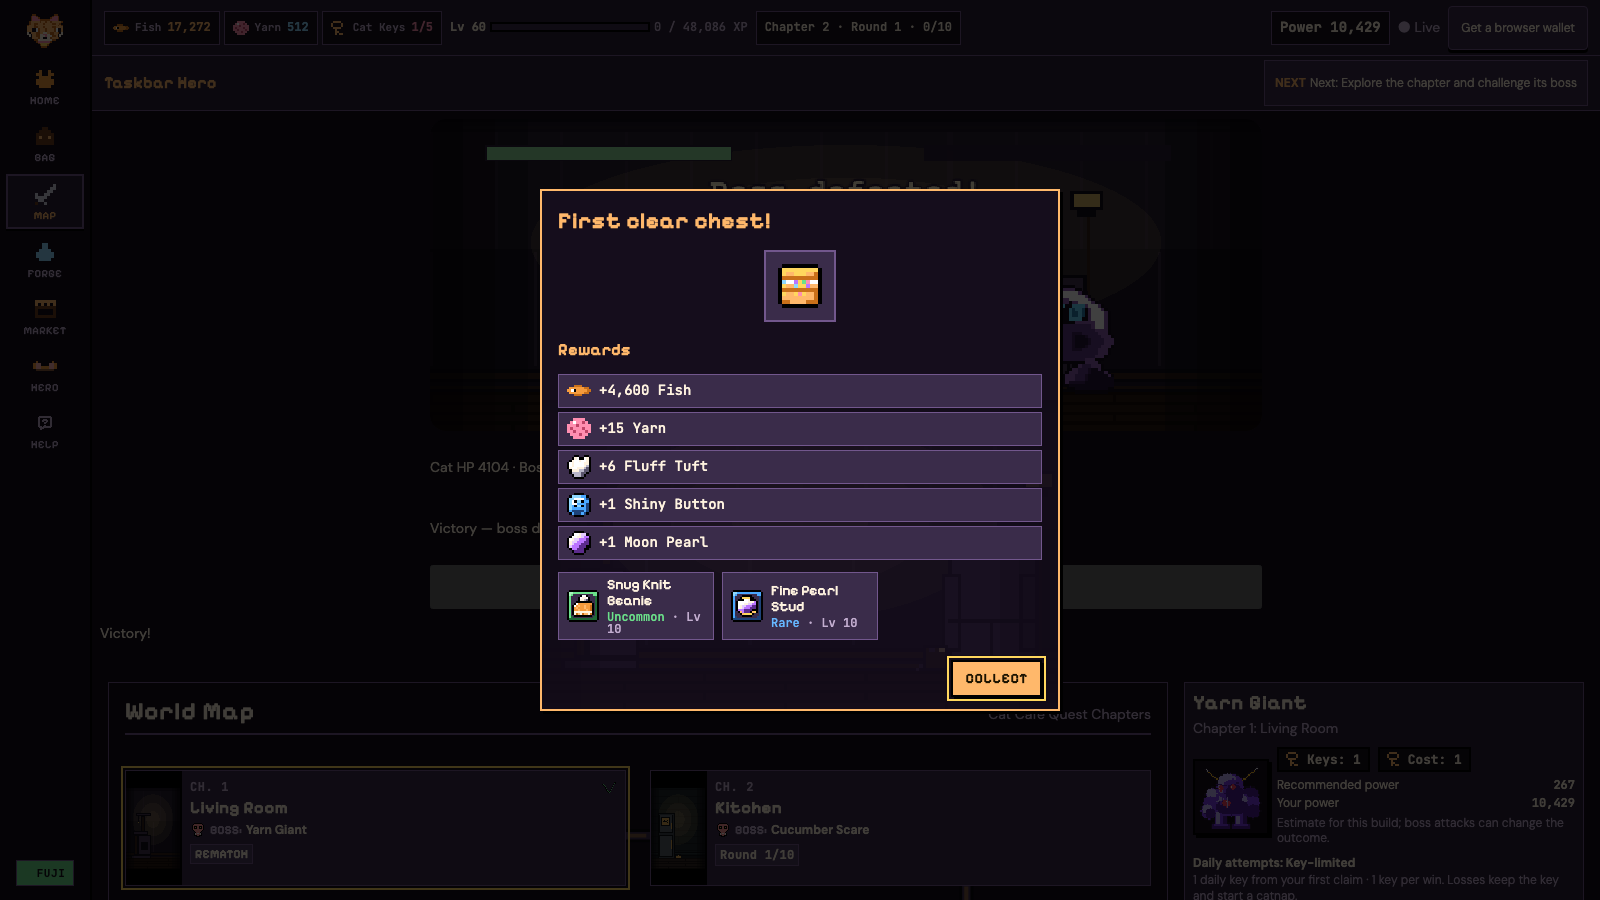 Fish 17,272
Yarn 512
Cat Keys 1/5
Lv 60
0 / 48,086 XP
Chapter 2 · Round 1 · 0/10
Power 10,429
Live
Get a browser wallet
HOME
BAG
MAP
FORGE
MARKET
HERO
HELP
FUJI
Taskbar Hero
NEXT Next: Explore the chapter and challenge its boss
Boss defeated!
First clear chest!
Rewards
+4,600 Fish
+15 Yarn
+6 Fluff Tuft
+1 Shiny Button
+1 Moon Pearl
Snug Knit
Beanie
Uncommon · Lv
10
Fine Pearl
Stud
Rare · Lv 10
COLLECT
Cat HP 4104 · Bos
Victory — boss d
Victory!
World Map
Cat Cafe Quest Chapters
CH. 1
Living Room
BOSS: Yarn Giant
REMATCH
CH. 2
Kitchen
BOSS: Cucumber Scare
Round 1/10
Yarn Giant
Chapter 1: Living Room
Keys: 1
Cost: 1
Recommended power 267
Your power 10,429
Estimate for this build; boss attacks can change the
outcome.
Daily attempts: Key-limited
1 daily key from your first claim · 1 key per win. Losses keep the key
and start a catnap.